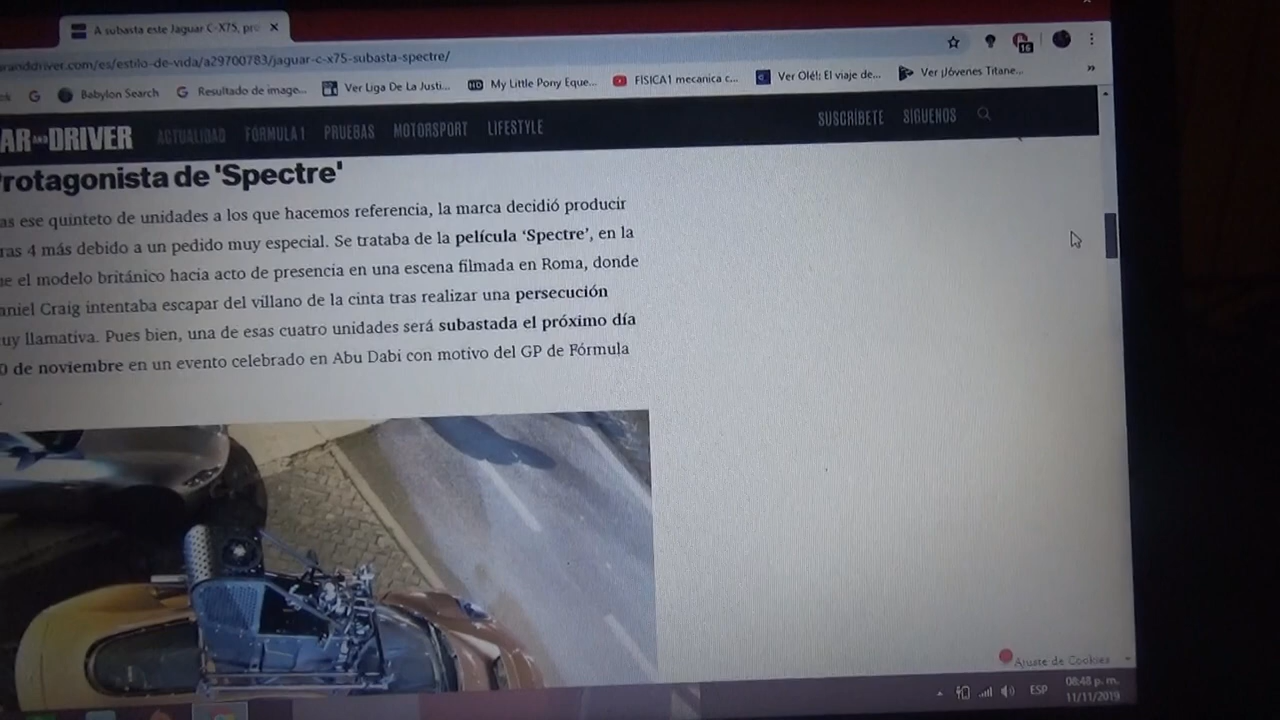 A subasta este Jaguar C-X75, pro
randdriver.com/es/estilo-de-vida/a29700783/jaguar-c-x75-subasta-spectre/
16
Babylon Search
Resultado de image...
Ver Liga De La Justi...
HD My Little Pony Eque...
FISICA1 mecanica c...
Ver Olé!: El viaje de...
Ver ¡Jóvenes Titane...
»
AR AND DRIVER
ACTUALIDAD FÓRMULA 1 PRUEBAS MOTORSPORT LIFESTYLE
SUSCRÍBETE SÍGUENOS
rotagonista de 'Spectre'
as ese quinteto de unidades a los que hacemos referencia, la marca decidió producir
ras 4 más debido a un pedido muy especial. Se trataba de la película ‘Spectre’, en la
ue el modelo británico hacia acto de presencia en una escena filmada en Roma, donde
aniel Craig intentaba escapar del villano de la cinta tras realizar una persecución
uy llamativa. Pues bien, una de esas cuatro unidades será subastada el próximo día
0 de noviembre en un evento celebrado en Abu Dabi con motivo del GP de Fórmula
Ajuste de Cookies
ESP
08:48 p. m.
11/11/2019